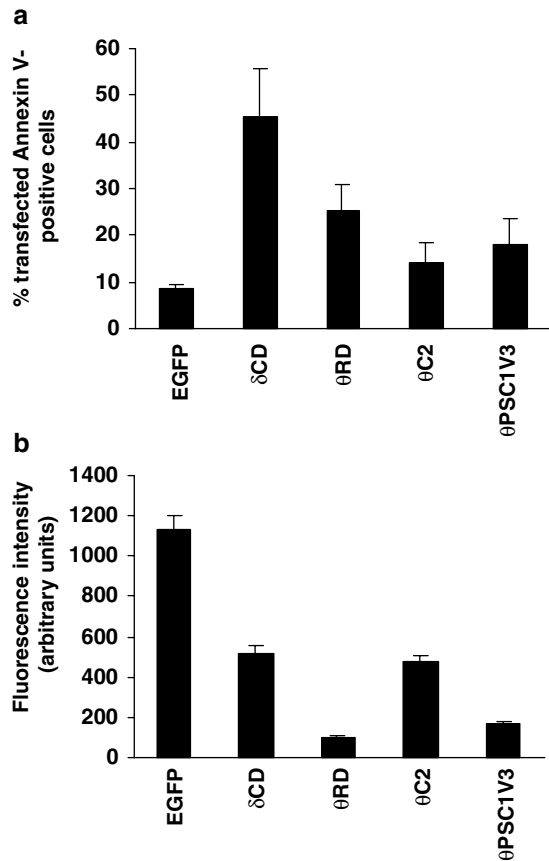 a
% transfected Annexin V-
positive cells
60
50
40
30
20
10
0
EGFP
δCD
θRD
θC2
θPSC1V3
b
Fluorescence intensity
(arbitrary units)
1400
1200
1000
800
600
400
200
0
EGFP
δCD
θRD
θC2
θPSC1V3